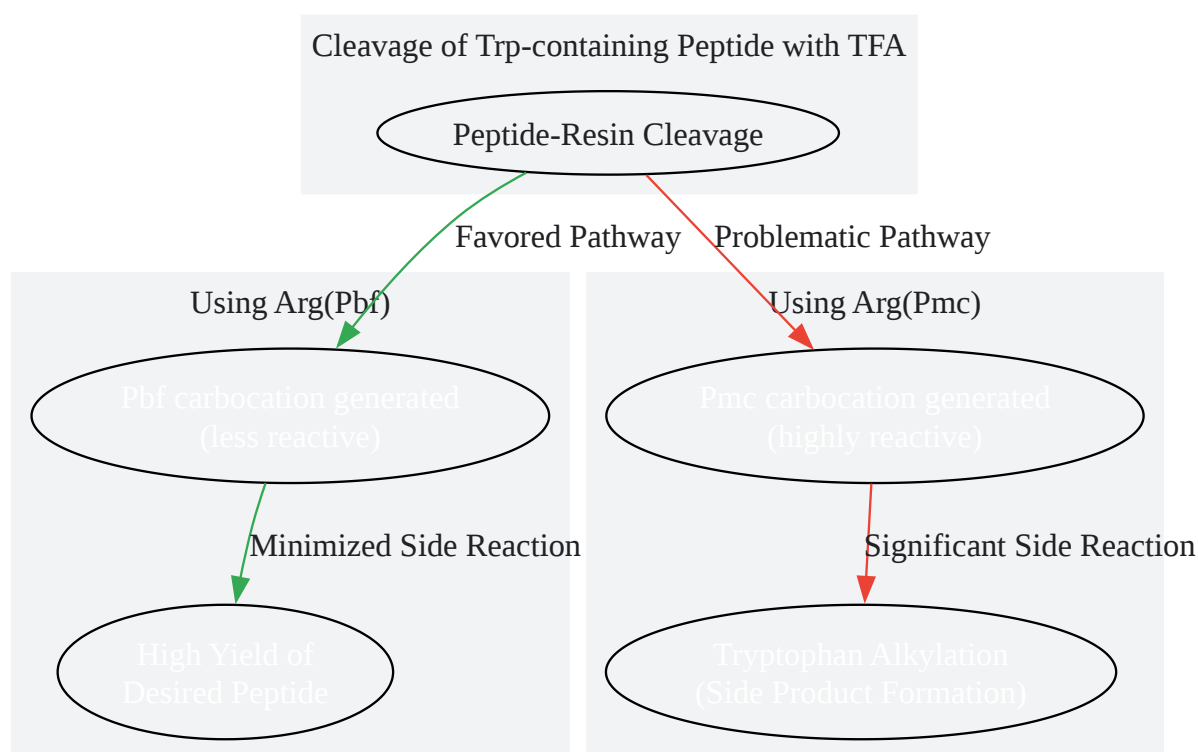 Cleavage of Trp-containing Peptide with TFA
Peptide-Resin Cleavage
Favored Pathway
Problematic Pathway
Using Arg(Pbf)
Using Arg(Pmc)
Pbf carbocation generated
(less reactive)
Pmc carbocation generated
(highly reactive)
Minimized Side Reaction
Significant Side Reaction
High Yield of
Desired Peptide
Tryptophan Alkylation
(Side Product Formation)